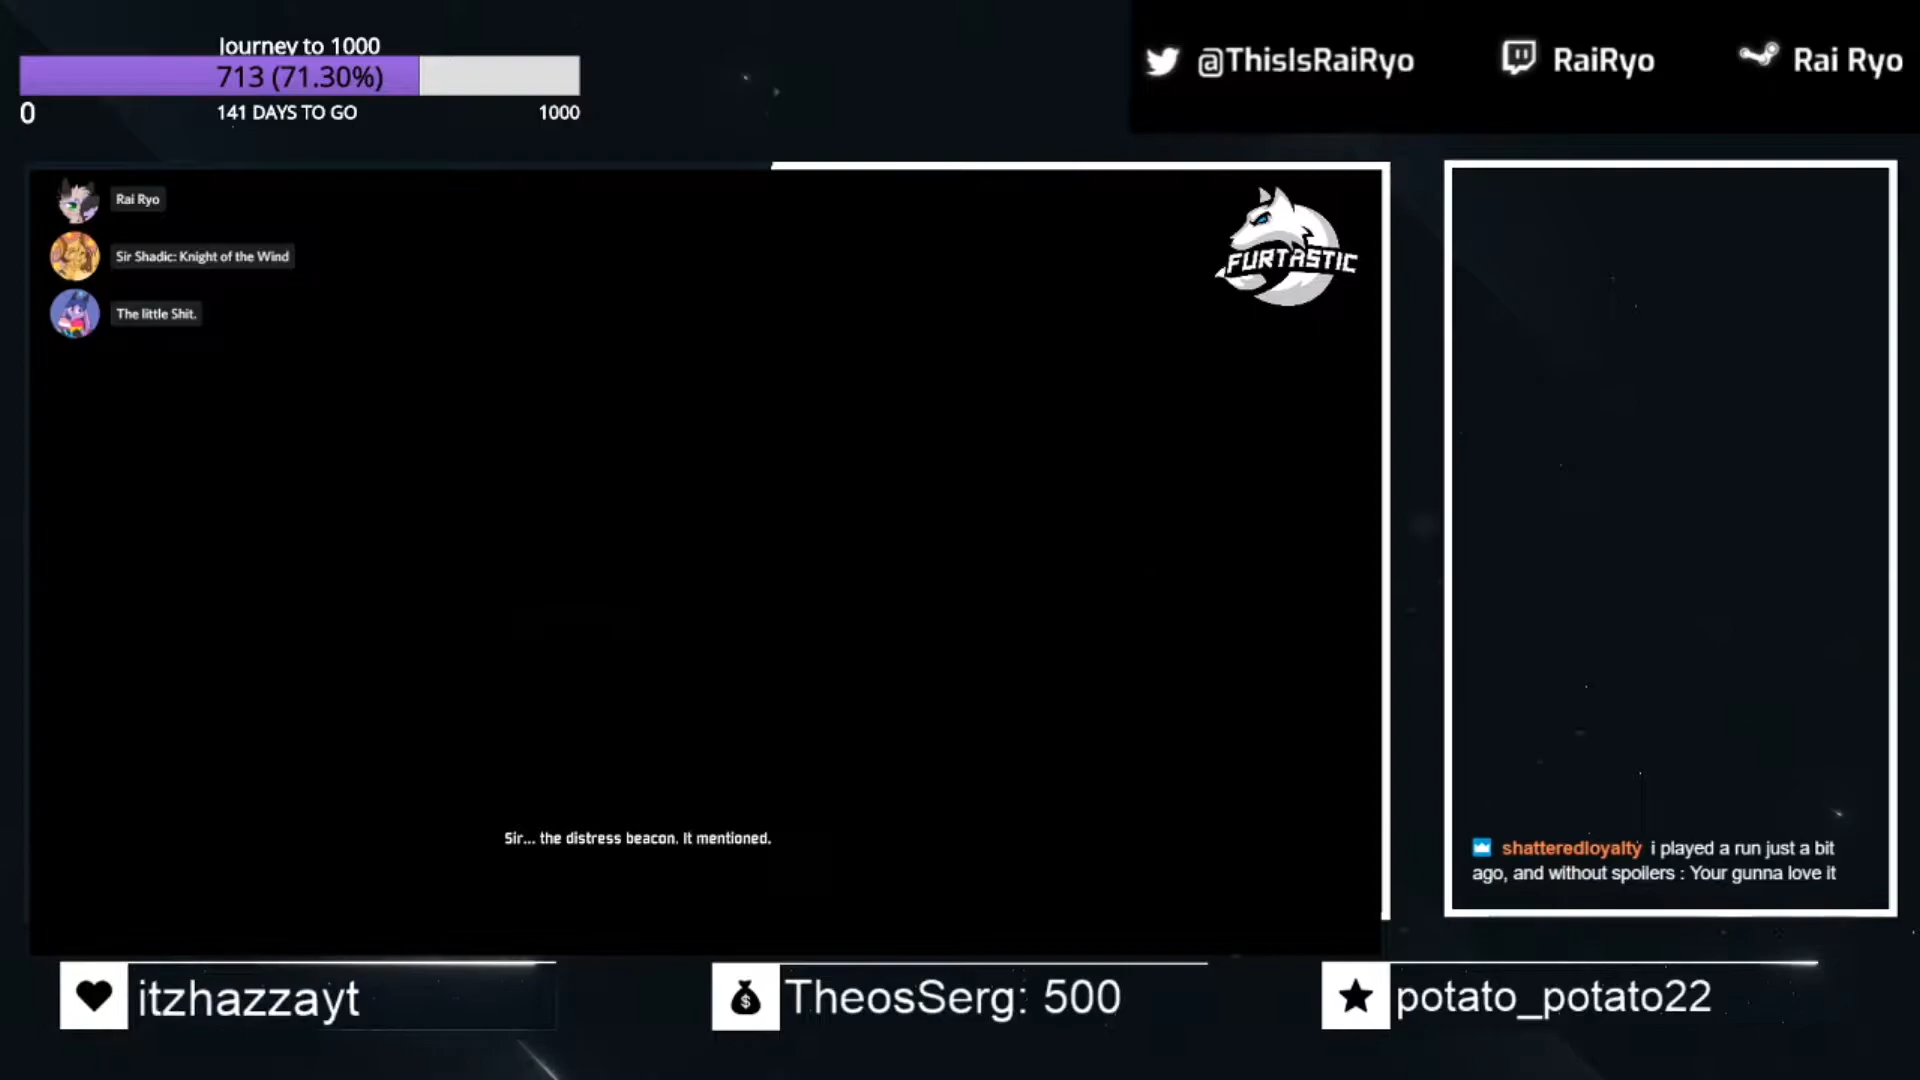 Journey to 1000
713 (71.30%)
0
141 DAYS TO GO
1000
@ThisIsRaiRyo
RaiRyo
Rai Ryo
Rai Ryo
Sir Shadic: Knight of the Wind
The little Shit.
FURTASTIC
Sir... the distress beacon. It mentioned.
shatteredloyalty i played a run just a bit
ago, and without spoilers : Your gunna love it
itzhazzayt
TheosSerg: 500
potato_potato22